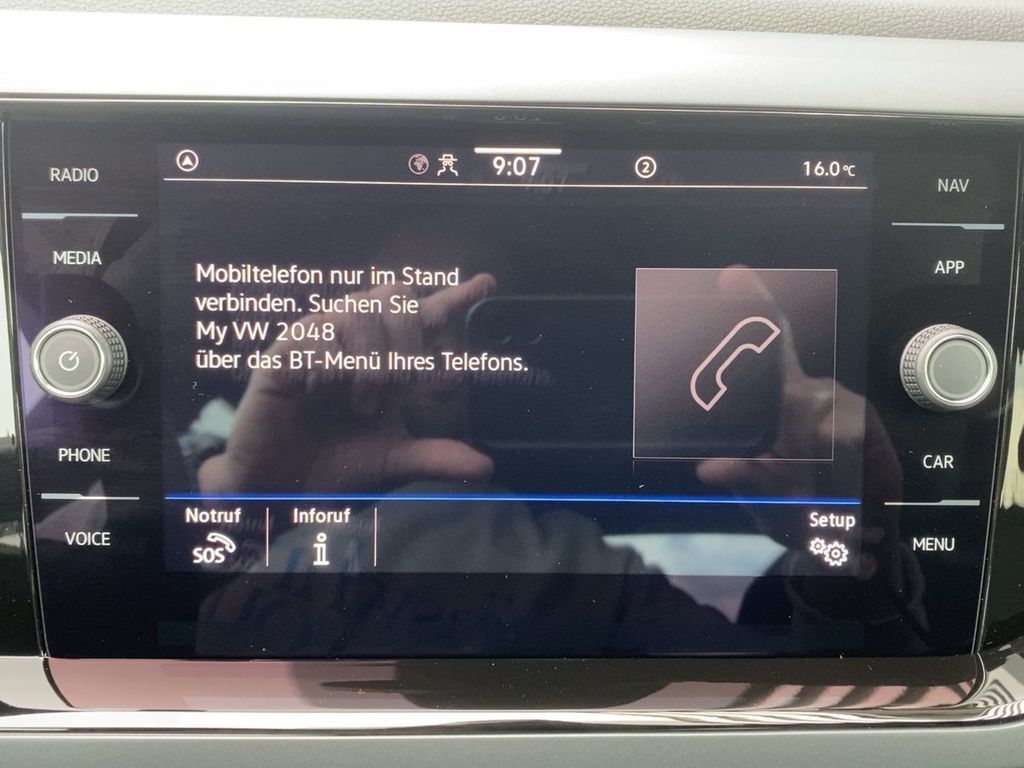 RADIO
MEDIA
PHONE
VOICE
9:07
2
16.0°C
Mobiltelefon nur im Stand
verbinden. Suchen Sie
My VW 2048
über das BT-Menü Ihres Telefons.
Notruf
SOS
Inforuf
i
Setup
NAV
APP
CAR
MENU